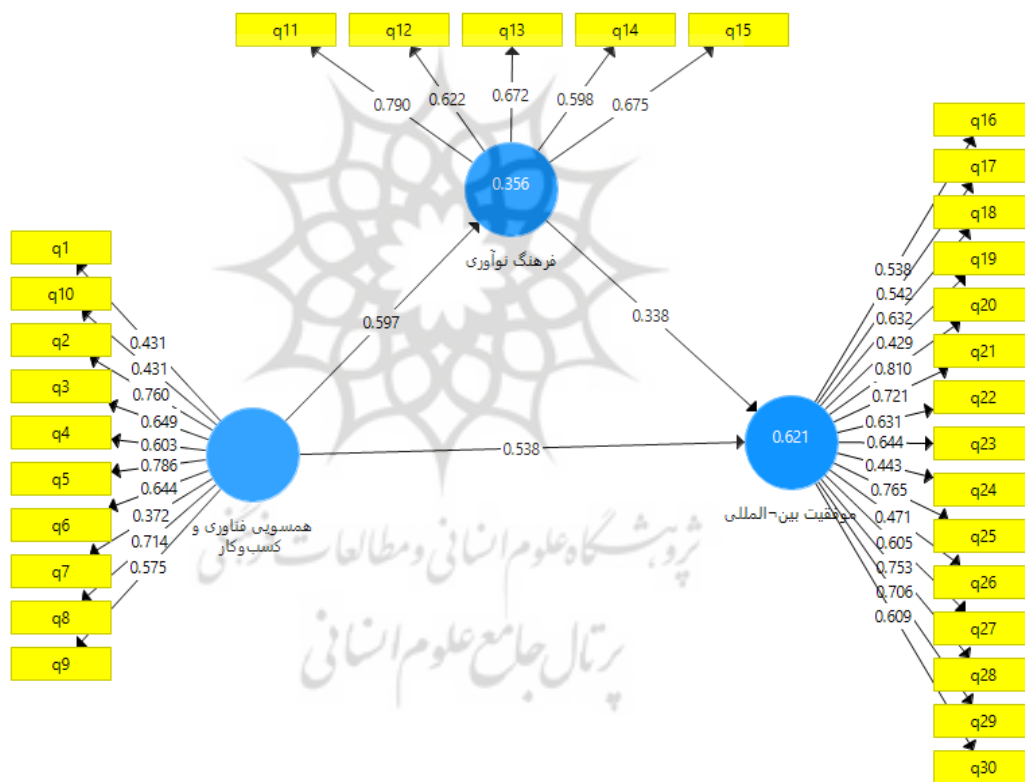 q11 q12 q13 q14 q15
0.790 0.622 0.672 0.598 0.675
0.356
فرهنگ نوآوری
q1
q10
q2
q3
q4
q5
q6
q7
q8
q9
0.431
0.431
0.760
0.649
0.603
0.786
0.644
0.372
0.714
0.575
همسویی فناوری و
کسب‌وکار
0.597
0.338
0.538
0.621
موفقیت بین¬المللی
0.538
0.542
0.632
0.429
0.810
0.721
0.631
0.644
0.443
0.765
0.471
0.605
0.753
0.706
0.609
q16
q17
q18
q19
q20
q21
q22
q23
q24
q25
q26
q27
q28
q29
q30
پژوهشگاه علوم انسانی و مطالعات فرهنگی
پرتال جامع علوم انسانی